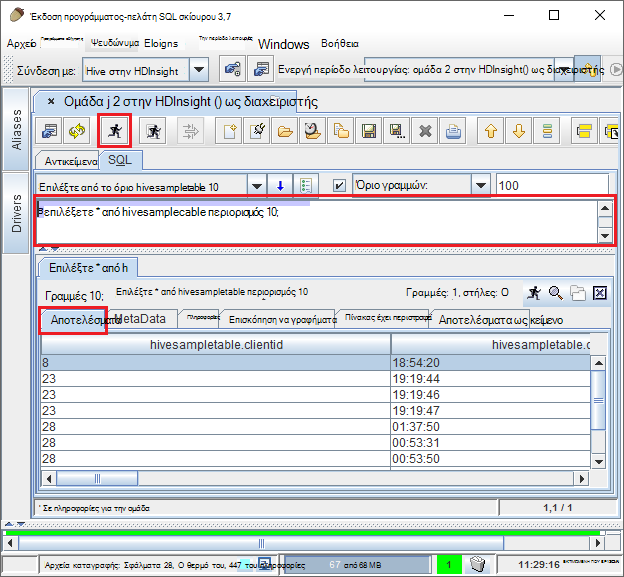 Έκδοση προγράμματος-πελάτη SQL σκίουρου 3,7
Αρχείο Ψευδώνυμα Eloigns Την περίοδο λειτουργίας Windows Βοήθεια
Σύνδεση με: Hive στην HDInsight Ενεργή περίοδο λειτουργίας: ομάδα 2 στην HDInsight() ως διαχειριστής
Aliases
Drivers
Ομάδα j 2 στην HDInsight () ως διαχειριστής
Αντικείμενα SQL
Επιλέξτε από το όριο hivesampletable 10 Όριο γραμμών: 100
επιλέξετε * από hivesamplecable περιορισμός 10;
Επιλέξτε * από h
Γραμμές 10; Επιλέξτε * από hivesampletable περιορισμός 10 Γραμμές: 1, στήλες: Ο
Αποτελέσματα MetaData Πληροφορίες Επισκόπηση να γραφήματα Πίνακας έχει περιστραφεί Αποτελέσματα ως κείμενο
hivesampletable.clientid hivesampletable.
8 18:54:20
23 19:19:44
23 19:19:46
23 19:19:47
28 01:37:50
28 00:53:31
28 00:53:50
' Σε πληροφορίες για την ομάδα 1,1 / 1
Αρχεία καταγραφής: Σφάλματα 28, Ο θερμό του, 447 του πληροφορίες 67 από 68 MB 1 11:29:16